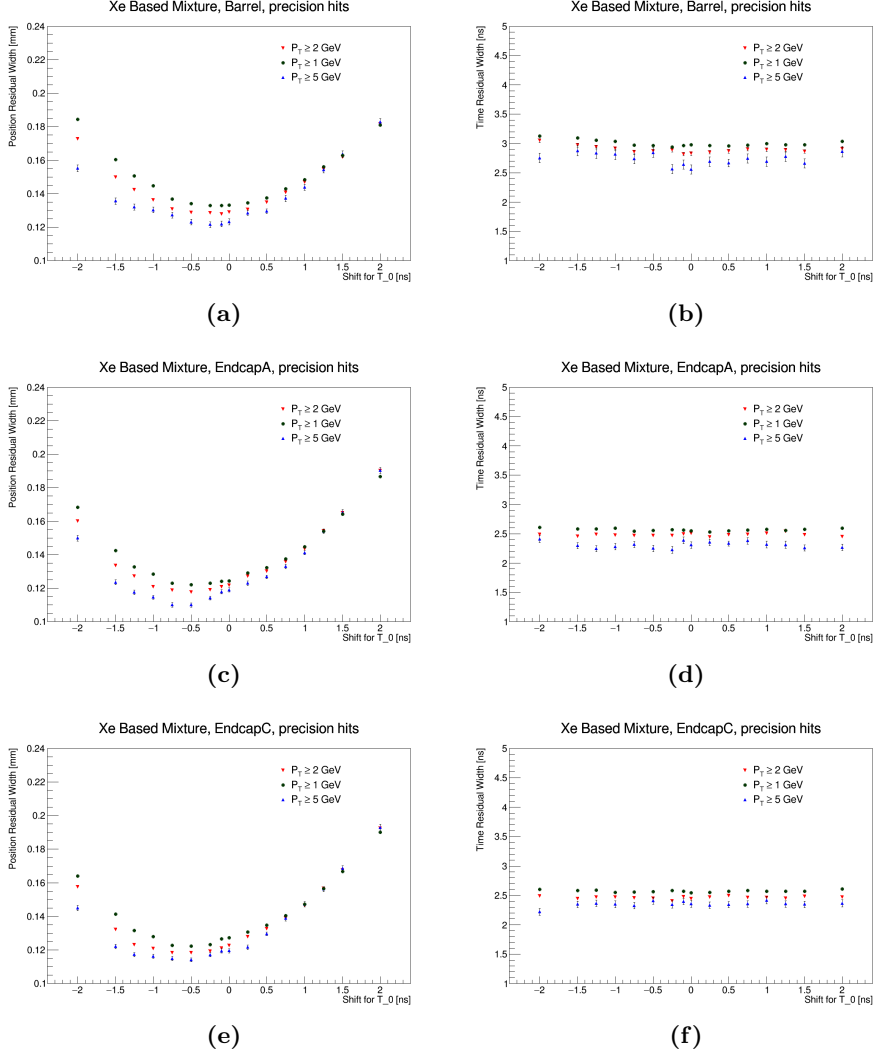 Xe Based Mixture, Barrel, precision hits
Position Residual Width [mm]
0.24
0.22
0.2
0.18
0.16
0.14
0.12
0.1
P_T ≥ 2 GeV
P_T ≥ 1 GeV
P_T ≥ 5 GeV
−2 −1.5 −1 −0.5 0 0.5 1 1.5 2
Shift for T_0 [ns]
(a)
Xe Based Mixture, Barrel, precision hits
Time Residual Width [ns]
5
4.5
4
3.5
3
2.5
2
1.5
1
P_T ≥ 2 GeV
P_T ≥ 1 GeV
P_T ≥ 5 GeV
−2 −1.5 −1 −0.5 0 0.5 1 1.5 2
Shift for T_0 [ns]
(b)
Xe Based Mixture, EndcapA, precision hits
Position Residual Width [mm]
0.24
0.22
0.2
0.18
0.16
0.14
0.12
0.1
P_T ≥ 2 GeV
P_T ≥ 1 GeV
P_T ≥ 5 GeV
−2 −1.5 −1 −0.5 0 0.5 1 1.5 2
Shift for T_0 [ns]
(c)
Xe Based Mixture, EndcapA, precision hits
Time Residual Width [ns]
5
4.5
4
3.5
3
2.5
2
1.5
1
P_T ≥ 2 GeV
P_T ≥ 1 GeV
P_T ≥ 5 GeV
−2 −1.5 −1 −0.5 0 0.5 1 1.5 2
Shift for T_0 [ns]
(d)
Xe Based Mixture, EndcapC, precision hits
Position Residual Width [mm]
0.24
0.22
0.2
0.18
0.16
0.14
0.12
0.1
P_T ≥ 2 GeV
P_T ≥ 1 GeV
P_T ≥ 5 GeV
−2 −1.5 −1 −0.5 0 0.5 1 1.5 2
Shift for T_0 [ns]
(e)
Xe Based Mixture, EndcapC, precision hits
Time Residual Width [ns]
5
4.5
4
3.5
3
2.5
2
1.5
1
P_T ≥ 2 GeV
P_T ≥ 1 GeV
P_T ≥ 5 GeV
−2 −1.5 −1 −0.5 0 0.5 1 1.5 2
Shift for T_0 [ns]
(f)